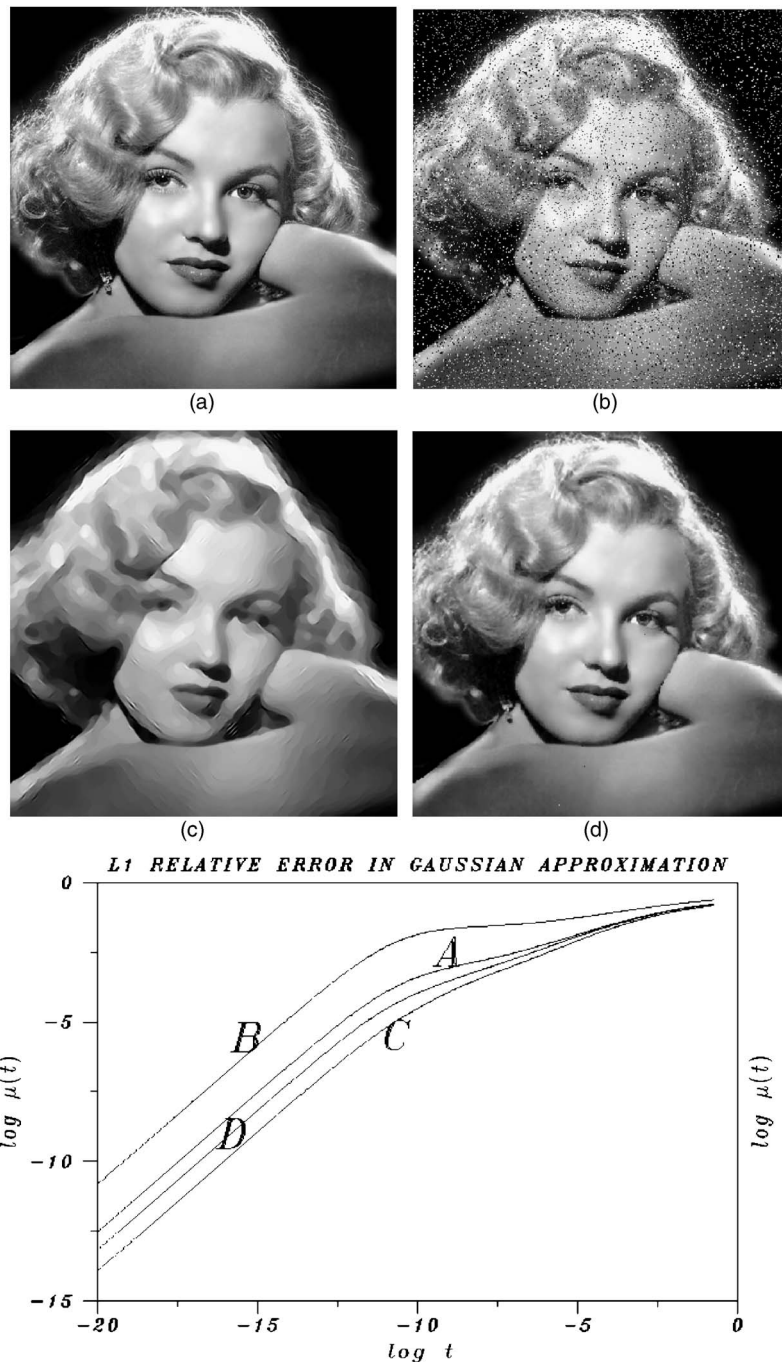 (a)
(b)
(c)
(d)
L1 RELATIVE ERROR IN GAUSSIAN APPROXIMATION
0
-5
-10
-15
log μ(t)
log μ(t)
A
B
C
D
-20
-15
-10
-5
0
log t